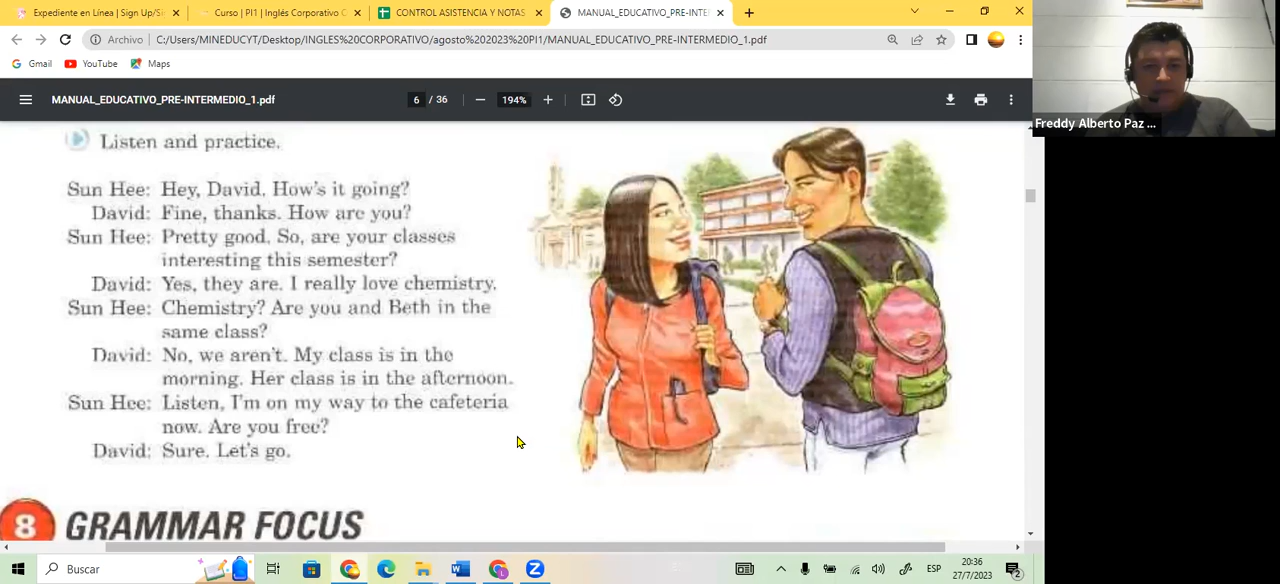 Expediente en Línea | Sign Up/Si
Curso | PI1 | Inglés Corporativo C
CONTROL ASISTENCIA Y NOTAS
MANUAL_EDUCATIVO_PRE-INTER
Archivo
C:/Users/MINEDUCYT/Desktop/INGLES%20CORPORATIVO/agosto%202023%20PI1/MANUAL_EDUCATIVO_PRE-INTERMEDIO_1.pdf
Gmail
YouTube
Maps
MANUAL_EDUCATIVO_PRE-INTERMEDIO_1.pdf
6 / 36
194%
Freddy Alberto Paz ...
Listen and practice.
Sun Hee: Hey, David. How's it going?
David: Fine, thanks. How are you?
Sun Hee: Pretty good. So, are your classes
interesting this semester?
David: Yes, they are. I really love chemistry.
Sun Hee: Chemistry? Are you and Beth in the
same class?
David: No, we aren't. My class is in the
morning. Her class is in the afternoon.
Sun Hee: Listen, I'm on my way to the cafeteria
now. Are you free?
David: Sure. Let's go.
8 GRAMMAR FOCUS
Buscar
ESP
20:36
27/7/2023
2